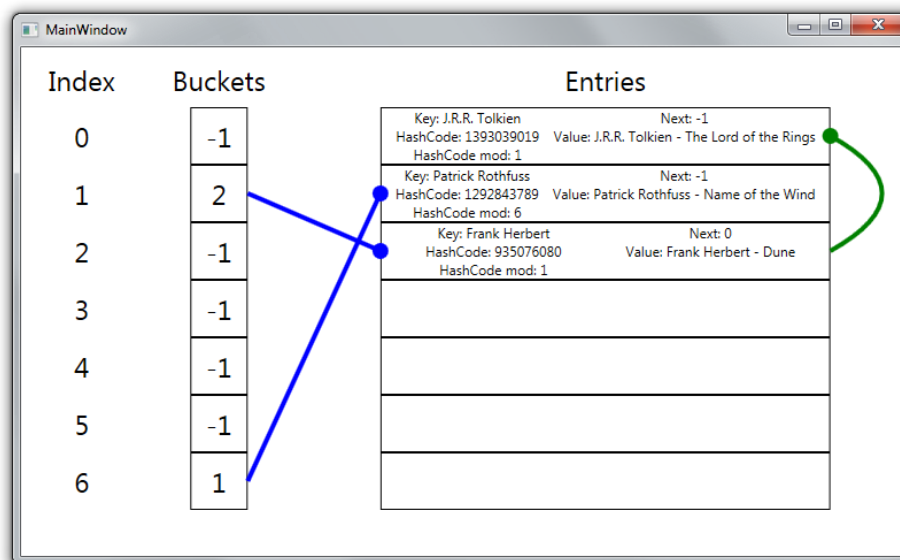 MainWindow
Index Buckets Entries
0 -1 Key: J.R.R. Tolkien Next: -1
HashCode: 1393039019 Value: J.R.R. Tolkien - The Lord of the Rings
HashCode mod: 1
1 2 Key: Patrick Rothfuss Next: -1
HashCode: 1292843789 Value: Patrick Rothfuss - Name of the Wind
HashCode mod: 6
2 -1 Key: Frank Herbert Next: 0
HashCode: 935076080 Value: Frank Herbert - Dune
HashCode mod: 1
3 -1
4 -1
5 -1
6 1